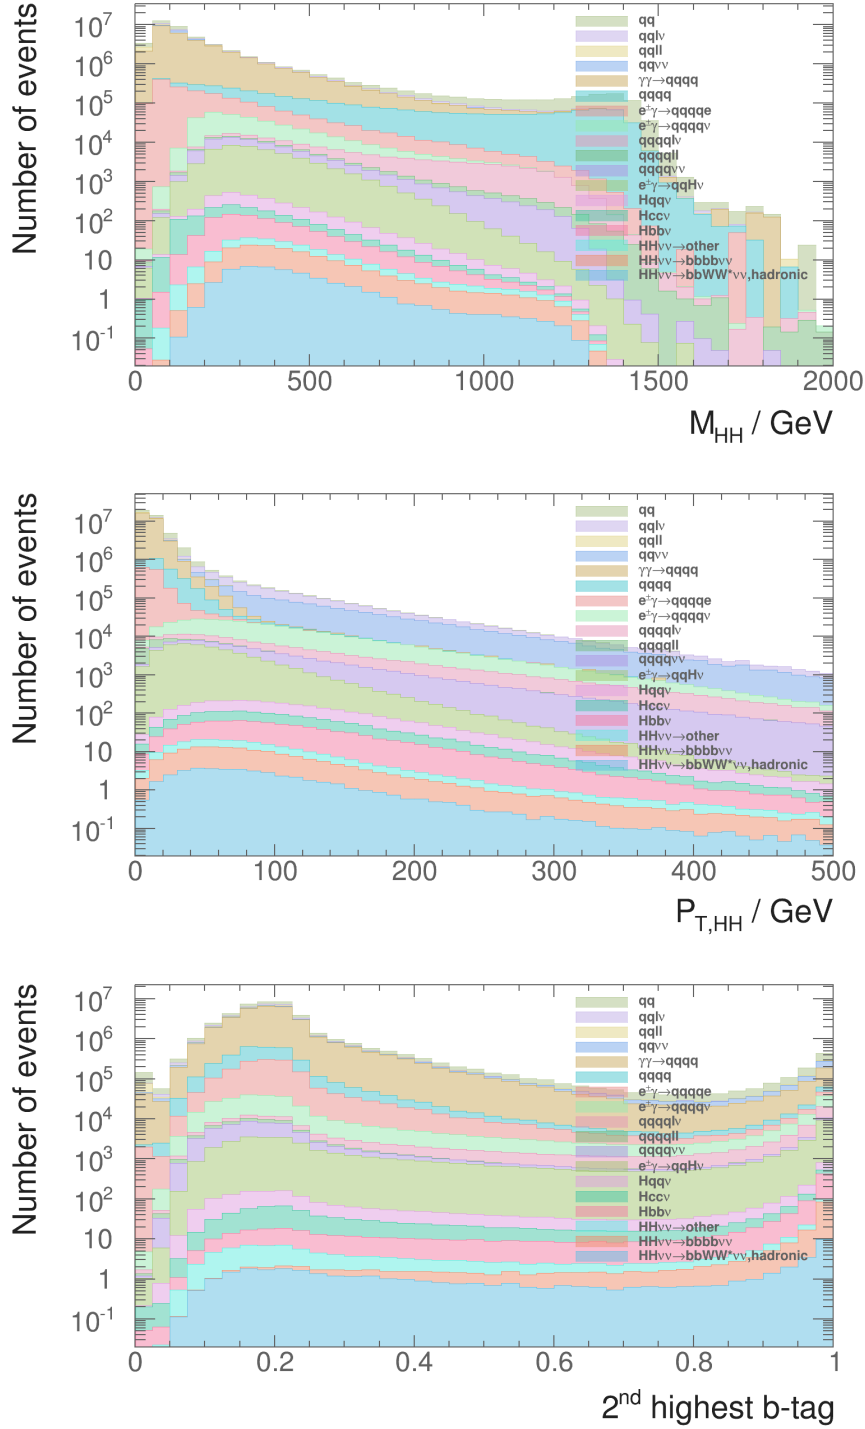 Number of events
10^7
10^6
10^5
10^4
10^3
10^2
10
1
10^-1
qq
qqlν
qqll
qqνν
γγ→qqqq
qqqq
e±γ→qqqqe
e±γ→qqqqν
qqqqlν
qqqqll
qqqqνν
e±γ→qqHν
Hqqν
Hccν
Hbbν
HHνν→other
HHνν→bbbbνν
HHνν→bbWW*νν,hadronic
0 500 1000 1500 2000
M_HH / GeV
Number of events
10^7
10^6
10^5
10^4
10^3
10^2
10
1
10^-1
qq
qqlν
qqll
qqνν
γγ→qqqq
qqqq
e±γ→qqqqe
e±γ→qqqqν
qqqqlν
qqqqll
qqqqνν
e±γ→qqHν
Hqqν
Hccν
Hbbν
HHνν→other
HHνν→bbbbνν
HHνν→bbWW*νν,hadronic
0 100 200 300 400 500
P_T,HH / GeV
Number of events
10^7
10^6
10^5
10^4
10^3
10^2
10
1
10^-1
qq
qqlν
qqll
qqνν
γγ→qqqq
qqqq
e±γ→qqqqe
e±γ→qqqqν
qqqqlν
qqqqll
qqqqνν
e±γ→qqHν
Hqqν
Hccν
Hbbν
HHνν→other
HHνν→bbbbνν
HHνν→bbWW*νν,hadronic
0 0.2 0.4 0.6 0.8 1
2^nd highest b-tag